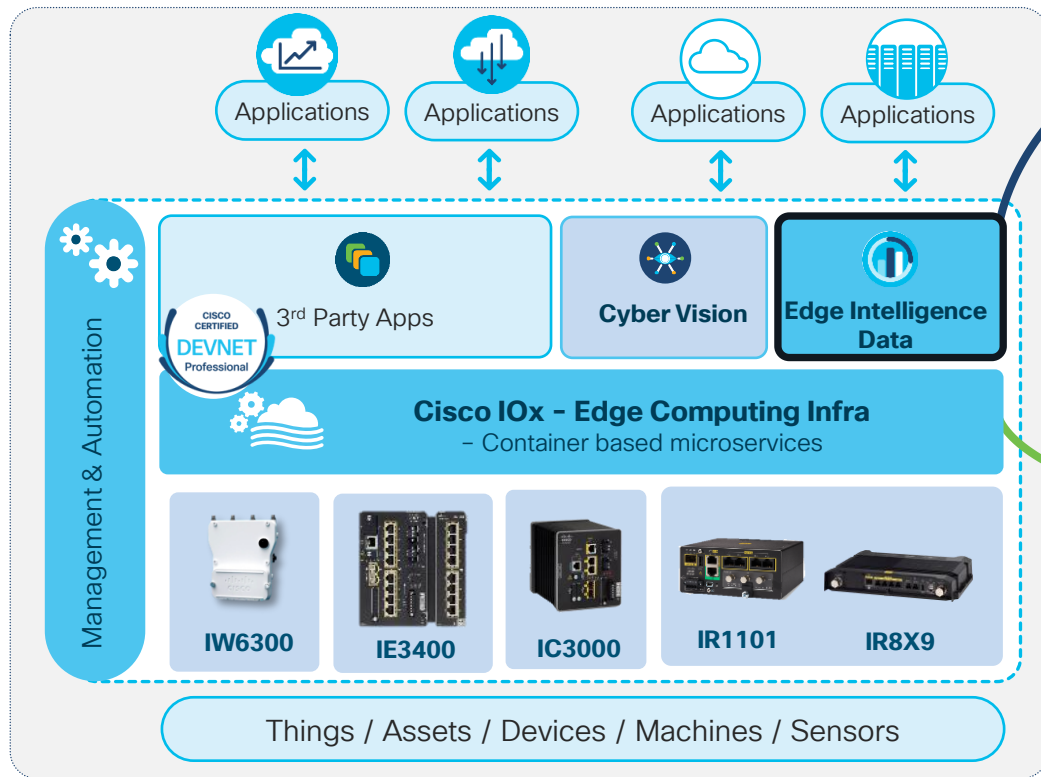 Applications
Applications
Applications
Applications
Management & Automation
3rd Party Apps
CISCO
CERTIFIED
DEVNET
Professional
Cyber Vision
Edge Intelligence
Data
Cisco IOx - Edge Computing Infra
– Container based microservices
IW6300
IE3400
IC3000
IR1101
IR8X9
Things / Assets / Devices / Machines / Sensors